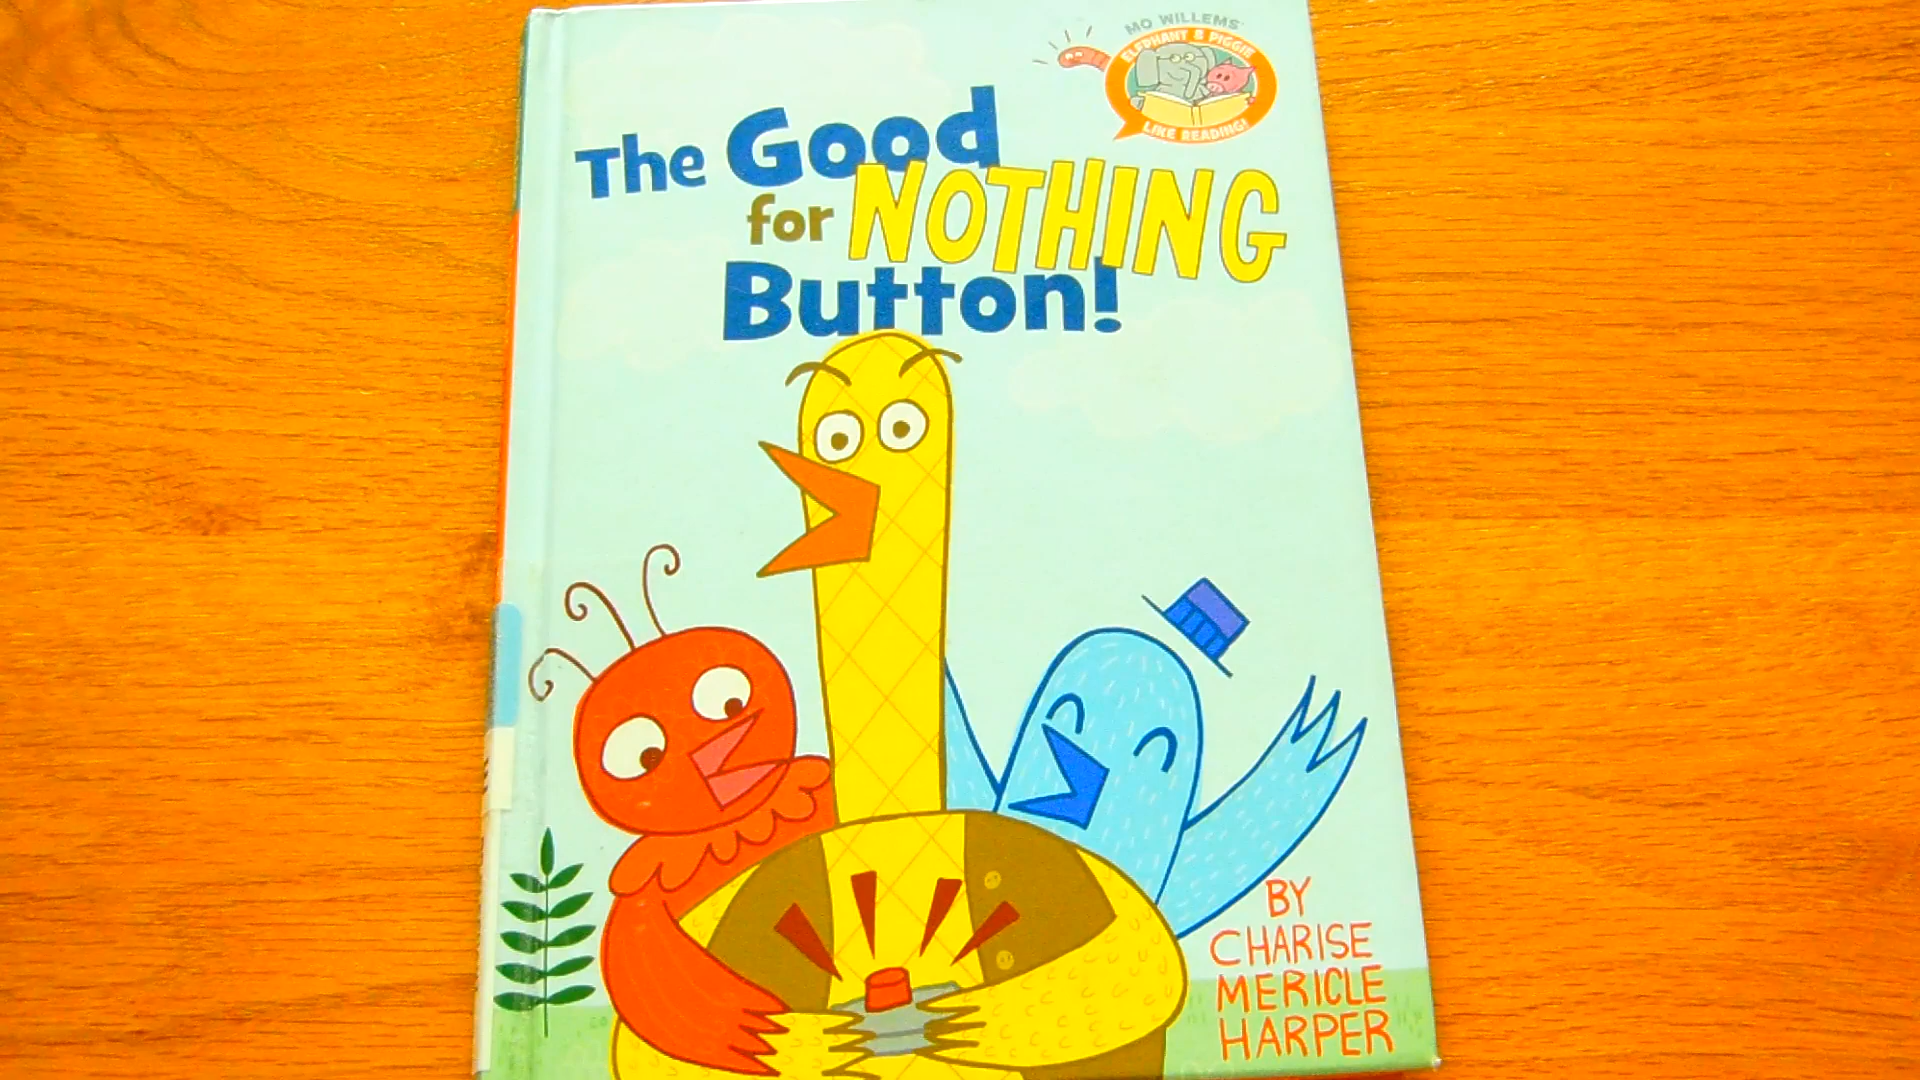 MO WILLEMS'
ELEPHANT & PIGGIE
LIKE READING!
The Good
for NOTHING
Button!
BY
CHARISE
MERICLE
HARPER